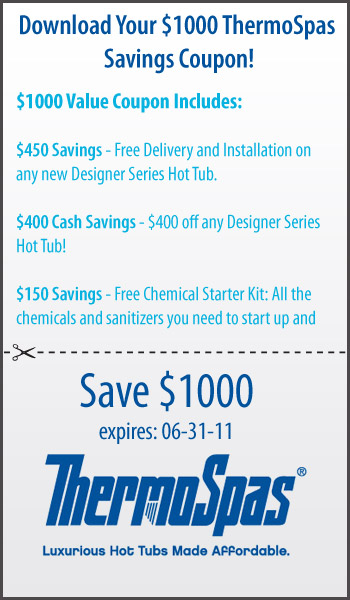 Download Your $1000 ThermoSpas
Savings Coupon!
$1000 Value Coupon Includes:
$450 Savings - Free Delivery and Installation on
any new Designer Series Hot Tub.
$400 Cash Savings - $400 off any Designer Series
Hot Tub!
$150 Savings - Free Chemical Starter Kit: All the
chemicals and sanitizers you need to start up and
Save $1000
expires: 06-31-11
ThermoSpas®
Luxurious Hot Tubs Made Affordable.